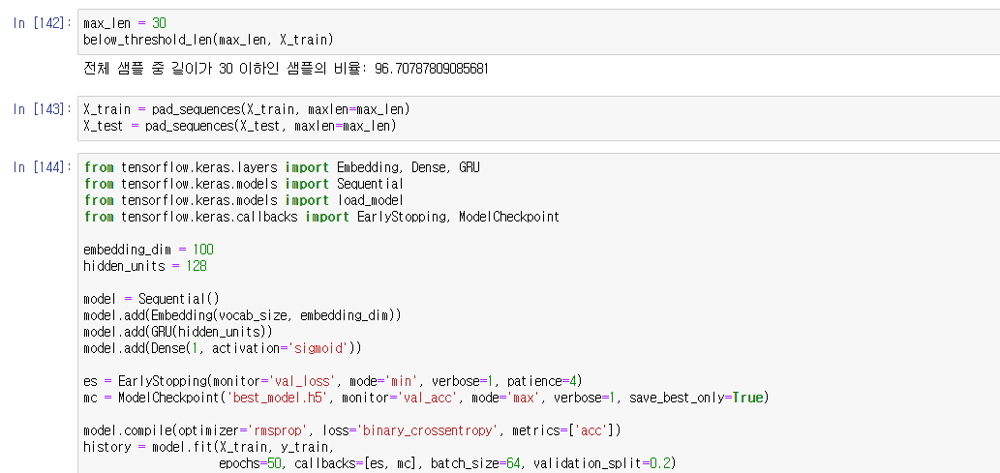 In [142]: max_len = 30
below_threshold_len(max_len, X_train)
전체 샘플 중 길이가 30 이하인 샘플의 비율: 96.70787809085681
In [143]: X_train = pad_sequences(X_train, maxlen=max_len)
X_test = pad_sequences(X_test, maxlen=max_len)
In [144]: from tensorflow.keras.layers import Embedding, Dense, GRU
from tensorflow.keras.models import Sequential
from tensorflow.keras.models import load_model
from tensorflow.keras.callbacks import EarlyStopping, ModelCheckpoint
embedding_dim = 100
hidden_units = 128
model = Sequential()
model.add(Embedding(vocab_size, embedding_dim))
model.add(GRU(hidden_units))
model.add(Dense(1, activation='sigmoid'))
es = EarlyStopping(monitor='val_loss', mode='min', verbose=1, patience=4)
mc = ModelCheckpoint('best_model.h5', monitor='val_acc', mode='max', verbose=1, save_best_only=True)
model.compile(optimizer='rmsprop', loss='binary_crossentropy', metrics=['acc'])
history = model.fit(X_train, y_train,
epochs=50, callbacks=[es, mc], batch_size=64, validation_split=0.2)